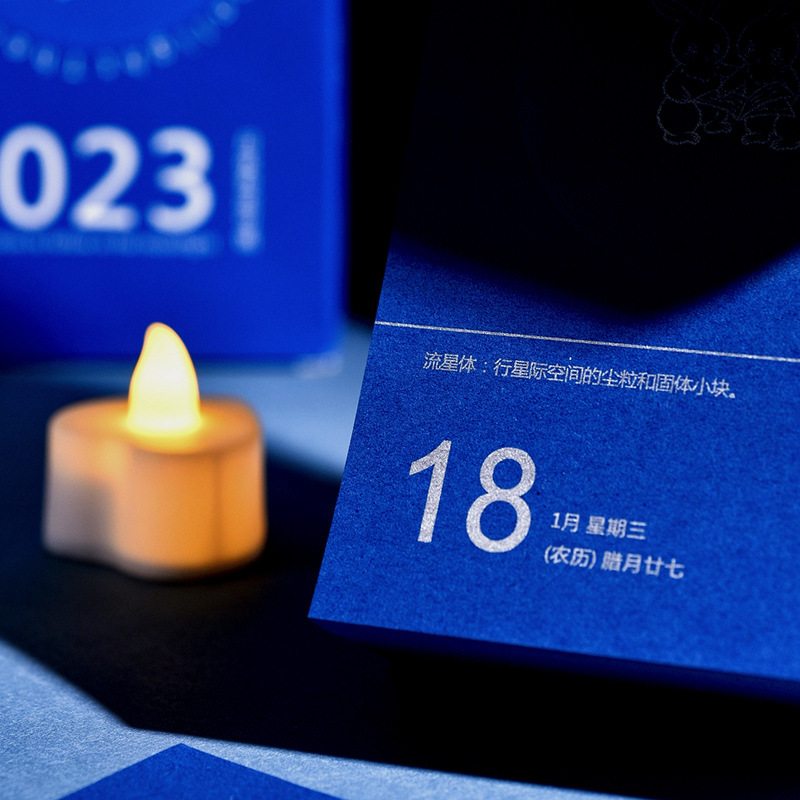 023
流星体：行星际空间的尘粒和固体小块。
18
1月 星期三
(农历) 腊月廿七